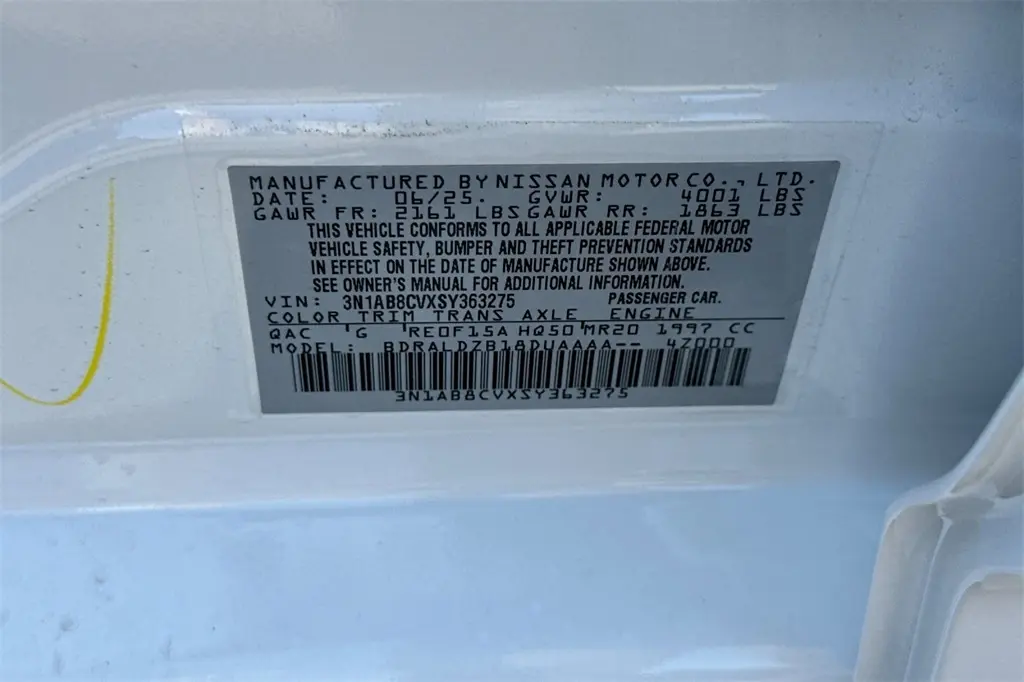 MANUFACTURED BY NISSAN MOTOR CO., LTD.
DATE: 06/25. GVWR: 4001 LBS
GAWR FR: 2161 LBS GAWR RR: 1863 LBS
THIS VEHICLE CONFORMS TO ALL APPLICABLE FEDERAL MOTOR
VEHICLE SAFETY, BUMPER AND THEFT PREVENTION STANDARDS
IN EFFECT ON THE DATE OF MANUFACTURE SHOWN ABOVE.
SEE OWNER'S MANUAL FOR ADDITIONAL INFORMATION.
VIN: 3N1AB8CVXSY363275 PASSENGER CAR.
COLOR TRIM TRANS AXLE ENGINE
QAC 'G 'RE0F15A HQ50 'MR20 1997 CC
MODEL: BDRALDZB18DUAAAA-- 4Z000
3N1AB8CVXSY363275